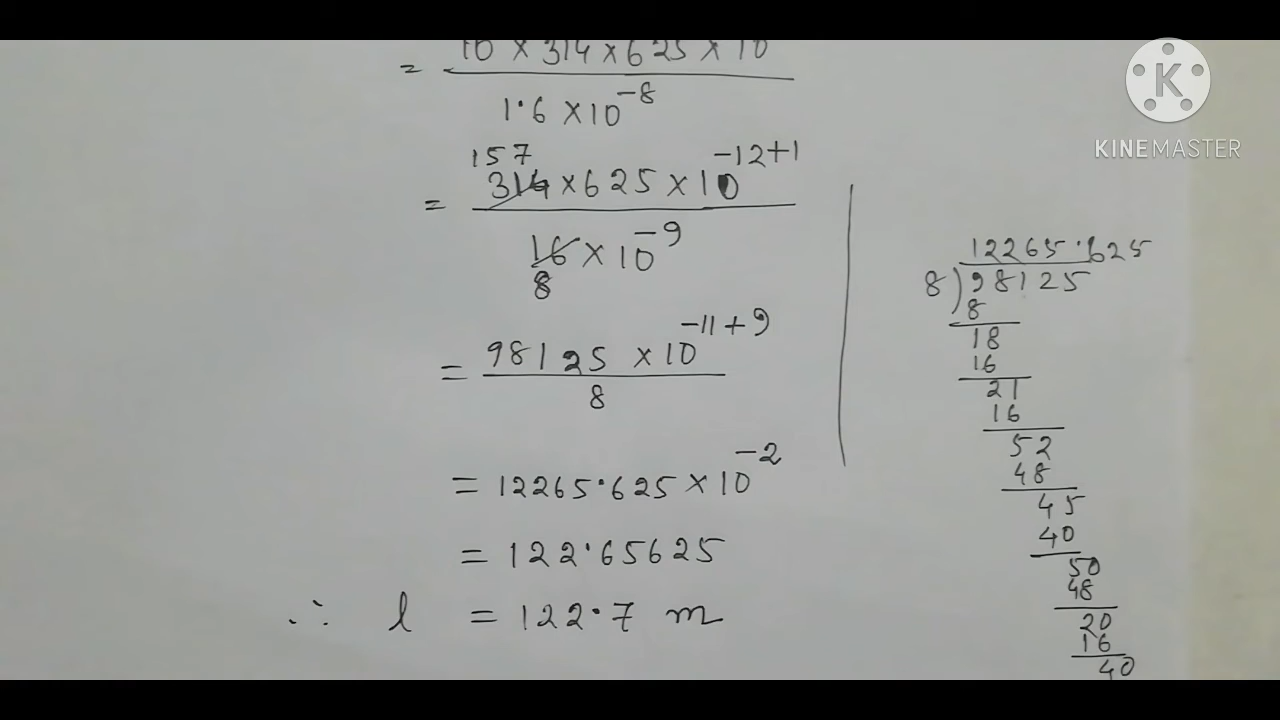 = 10 × 314 × 625 × 10
1.6 × 10^-8
157
= 314 × 625 × 10^-12+1
16 × 10^-9
8
= 98125 × 10^-11+9
8
= 12265.625 × 10^-2
= 122.65625
∴ l = 122.7 m
12265.625
8)98125
8
18
16
21
16
52
48
45
40
50
48
20
16
40
KINEMASTER